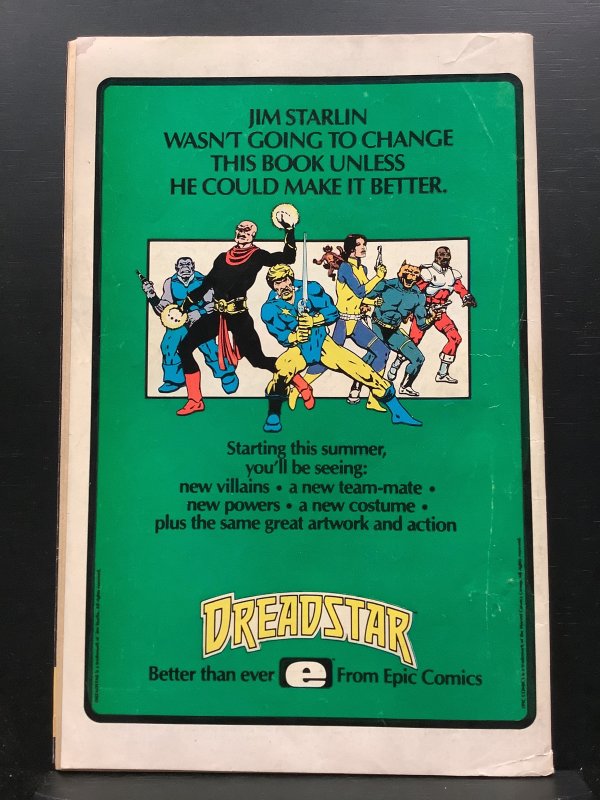 JIM STARLIN
WASN'T GOING TO CHANGE
THIS BOOK UNLESS
HE COULD MAKE IT BETTER.
Starting this summer,
you'll be seeing:
new villains • a new team-mate •
new powers • a new costume •
plus the same great artwork and action
DREADSTAR
Better than ever e From Epic Comics